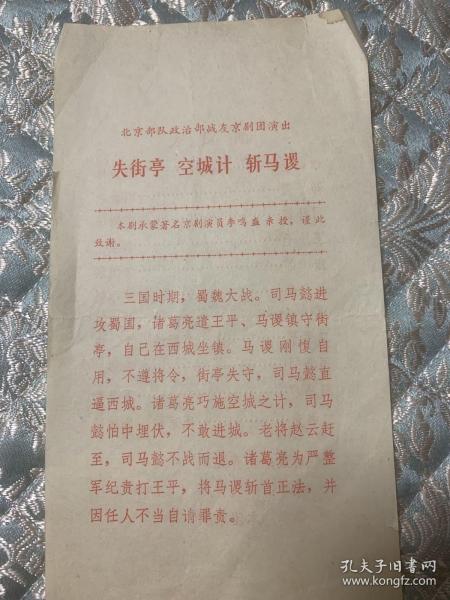 北京部队政治部战友京剧团演出
失街亭 空城计 斩马谡
本剧承蒙著名京剧演员李鸣盛亲授，谨此
致谢。
三国时期，蜀魏大战。司马懿进
攻蜀国，诸葛亮遣王平、马谡镇守街
亭，自己在西城坐镇。马谡刚愎自
用，不遵将令，街亭失守，司马懿直
逼西城。诸葛亮巧施空城之计，司马
懿怕中埋伏，不敢进城。老将赵云赶
至，司马懿不战而退。诸葛亮为严整
军纪责打王平，将马谡斩首正法，并
因任人不当自请罪责。
孔夫子旧书网
www.kongfz.com